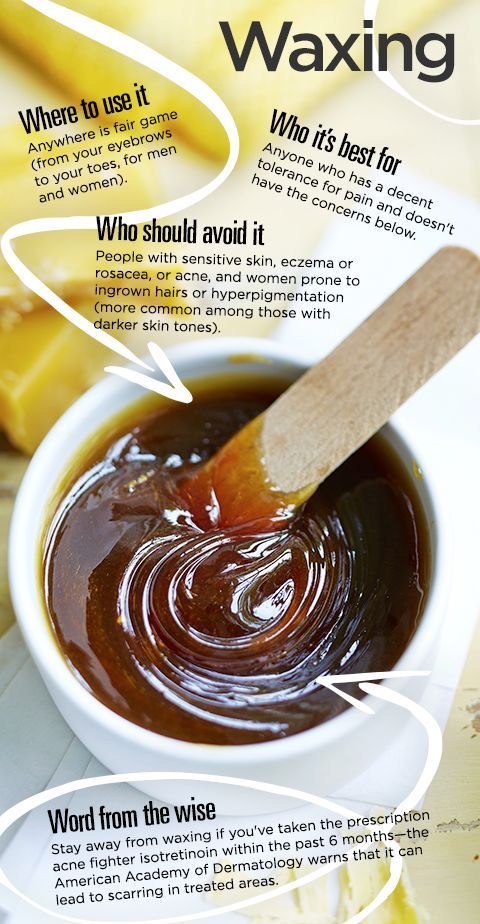 Waxing
Where to use it
Anywhere is fair game
(from your eyebrows
to your toes, for men
and women).
Who it's best for
Anyone who has a decent
tolerance for pain and doesn't
have the concerns below.
Who should avoid it
People with sensitive skin, eczema or
rosacea, or acne, and women prone to
ingrown hairs or hyperpigmentation
(more common among those with
darker skin tones).
Word from the wise
Stay away from waxing if you've taken the prescription
acne fighter isotretinoin within the past 6 months—the
American Academy of Dermatology warns that it can
lead to scarring in treated areas.